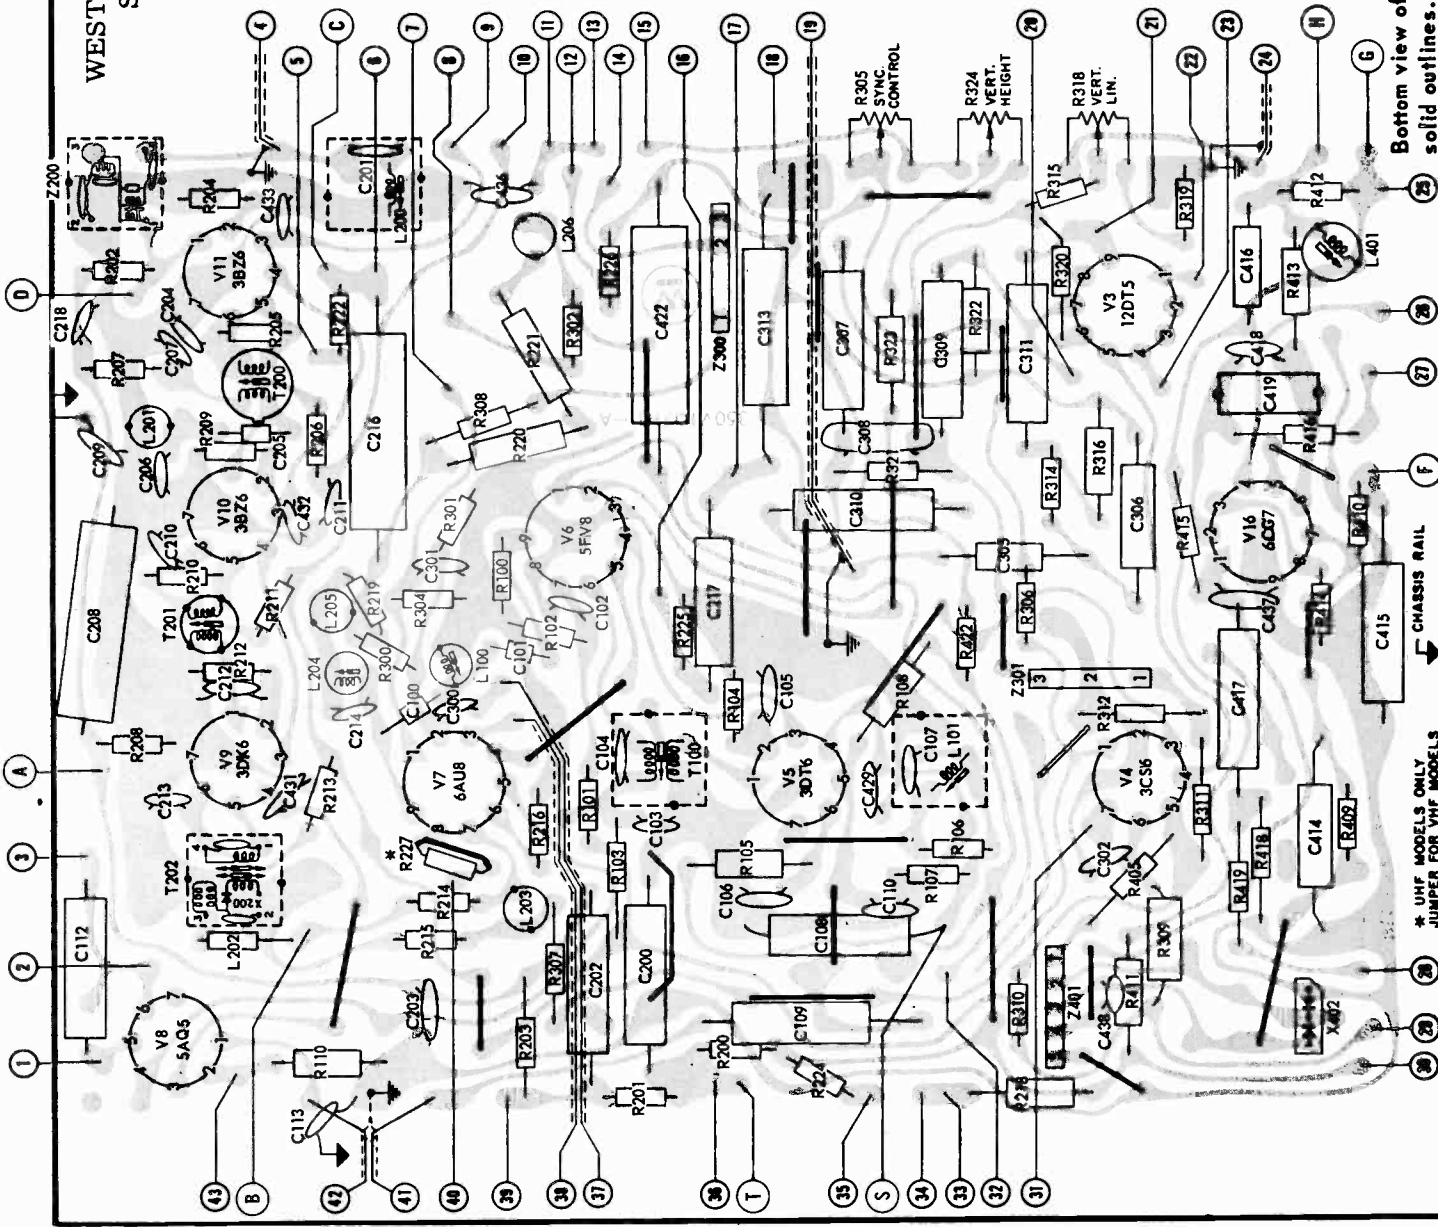 WEST
S
Z200
4
5
C
6
7
8
9
10
11
12
13
14
15
16
17
18
19
20
21
22
23
24
H
G
25
26
27
F
28
29
30
D
A
3
2
1
43
B
42
41
40
39
38
37
36
T
35
S
34
33
32
31
R305
SYNC.
CONTROL
R324
VERT.
HEIGHT
R318
VERT.
LIN.
Bottom view of
solid outlines.
R202
R204
C433
C201
L200
C426
L206
R226
R315
R319
R412
L401
C218
C204
C207
R205
V11
3BZ6
R222
R221
R302
C422
Z300
C313
C307
R323
C309
R322
C311
R320
V3
12DT5
C416
R413
C418
R207
T200
L201
R209
C205
C206
C209
R206
C216
R308
R220
C308
R321
C310
R314
R316
C306
C419
R416
V10
3BZ6
C432
C211
R301
V6
5FV8
C210
R210
T201
R211
L205
R219
C301
R304
R100
C102
R102
C101
R225
C217
C305
R306
R422
R415
V16
6CG7
C437
R410
R414
C415
C208
C212
R212
L204
R300
L100
C100
C300
C214
R104
C105
R108
Z301
3 2 1
R312
C417
CHASSIS RAIL
R208
V9
3DK6
C213
C431
R213
V7
6AU8
R216
R101
C104
T100
C103
V5
3DT6
C429
C107
L101
V4
3CS6
R311
R418
C414
R409
T202
X200
L202
*
R227
R214
R215
L203
R103
R105
C106
C108
C110
R107
R106
C302
R405
R419
* UHF MODELS ONLY
JUMPER FOR VHF MODELS
C112
V8
5AQ5
R110
C113
C203
R203
R307
C202
C200
R201
R200
C109
R224
R310
Z401
C438
R411
R309
X402